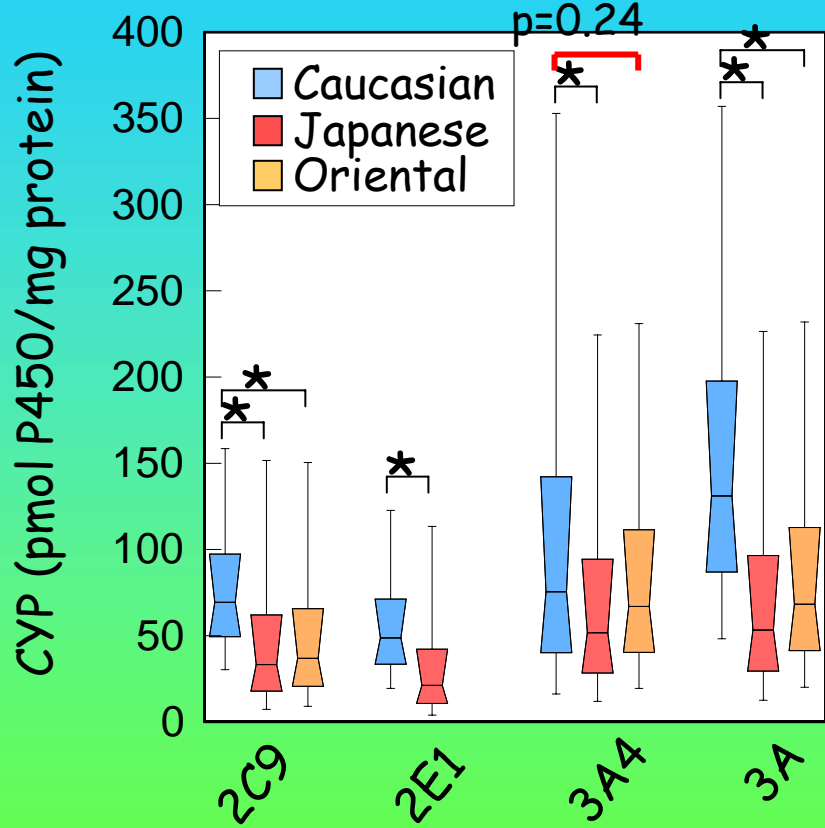 p=0.24
400
350
300
250
200
150
100
50
0
CYP (pmol P450/mg protein)
Caucasian
Japanese
Oriental
*
*
*
*
*
*
2C9
2E1
3A4
3A